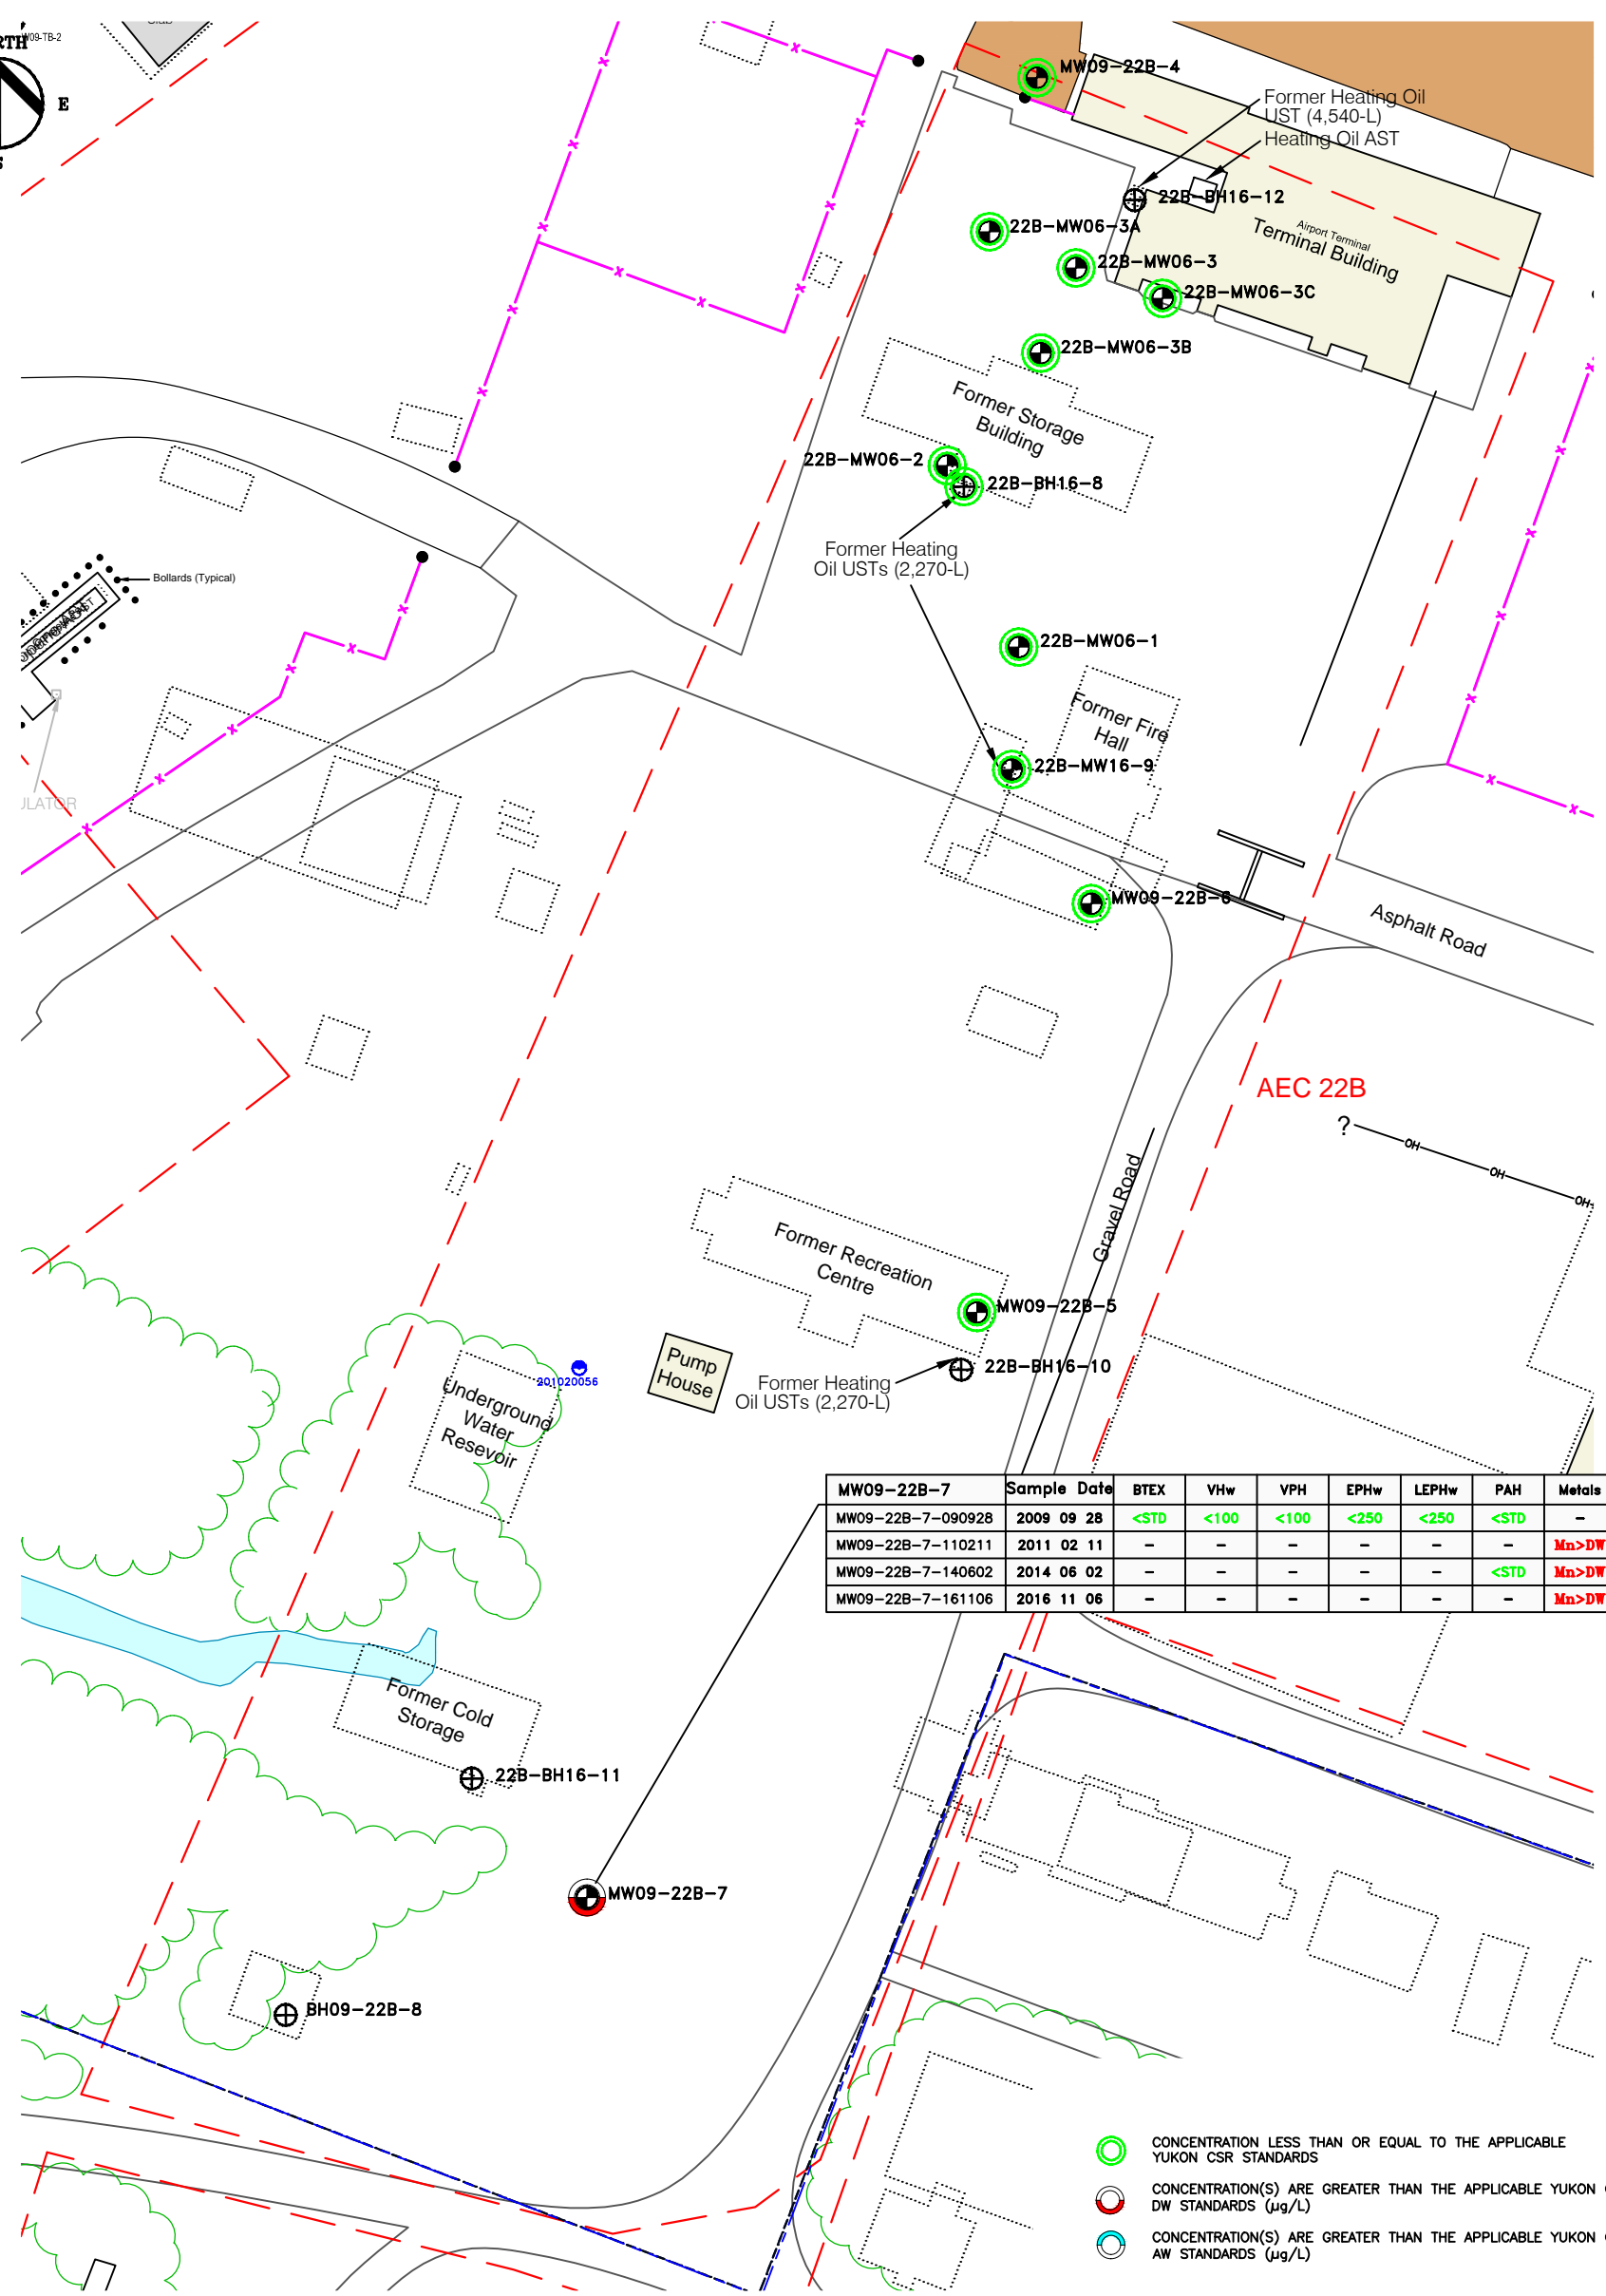 W09-TB-2
RTH
E
S
MW09-22B-4
Former Heating Oil
UST (4,540-L)
Heating Oil AST
22B-BH16-12
22B-MW06-3A
Airport Terminal
Terminal Building
22B-MW06-3
22B-MW06-3C
22B-MW06-3B
Former Storage
Building
22B-MW06-2
22B-BH16-8
Former Heating
Oil USTs (2,270-L)
Bollards (Typical)
22B-MW06-1
Former Fire
Hall
22B-MW16-9
ULATOR
MW09-22B-6
Asphalt Road
AEC 22B
?
OH
OH
OH
Gravel Road
Former Recreation
Centre
MW09-22B-5
Pump
House
22B-BH16-10
Former Heating
Oil USTs (2,270-L)
201020056
Underground
Water
Resevoir
MW09-22B-7 Sample Date BTEX VHw VPH EPHw LEPHw PAH Metals
MW09-22B-7-090928 2009 09 28 <STD <100 <100 <250 <250 <STD -
MW09-22B-7-110211 2011 02 11 - - - - - - Mn>DW
MW09-22B-7-140602 2014 06 02 - - - - - <STD Mn>DW
MW09-22B-7-161106 2016 11 06 - - - - - - Mn>DW
Former Cold
Storage
22B-BH16-11
MW09-22B-7
BH09-22B-8
CONCENTRATION LESS THAN OR EQUAL TO THE APPLICABLE
YUKON CSR STANDARDS
CONCENTRATION(S) ARE GREATER THAN THE APPLICABLE YUKON
DW STANDARDS (µg/L)
CONCENTRATION(S) ARE GREATER THAN THE APPLICABLE YUKON
AW STANDARDS (µg/L)